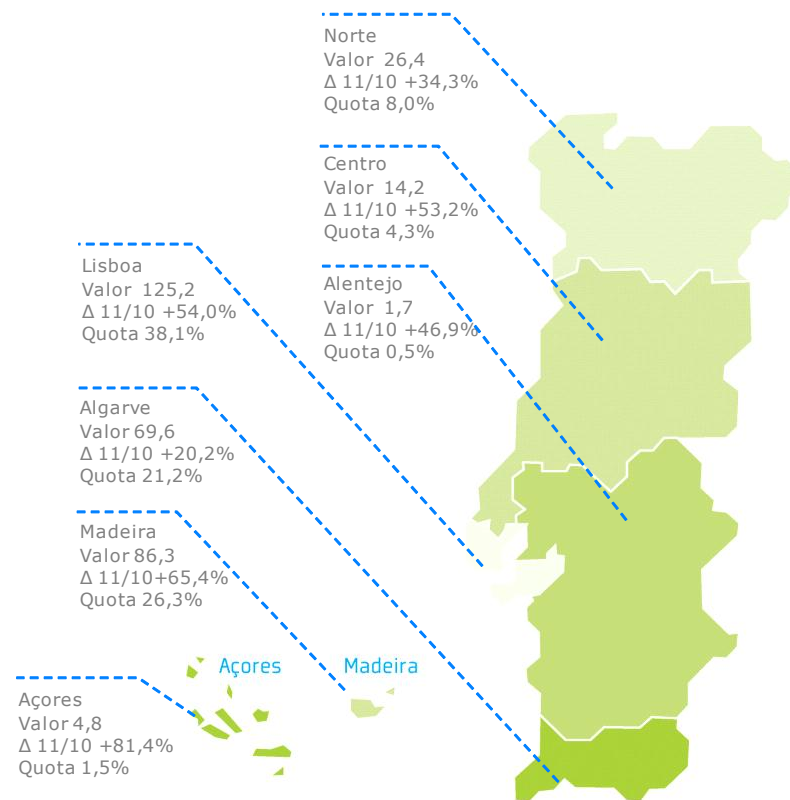 Norte
Valor 26,4
Δ 11/10 +34,3%
Quota 8,0%
Centro
Valor 14,2
Δ 11/10 +53,2%
Quota 4,3%
Lisboa
Valor 125,2
Δ 11/10 +54,0%
Quota 38,1%
Alentejo
Valor 1,7
Δ 11/10 +46,9%
Quota 0,5%
Algarve
Valor 69,6
Δ 11/10 +20,2%
Quota 21,2%
Madeira
Valor 86,3
Δ 11/10+65,4%
Quota 26,3%
Açores
Madeira
Açores
Valor 4,8
Δ 11/10 +81,4%
Quota 1,5%